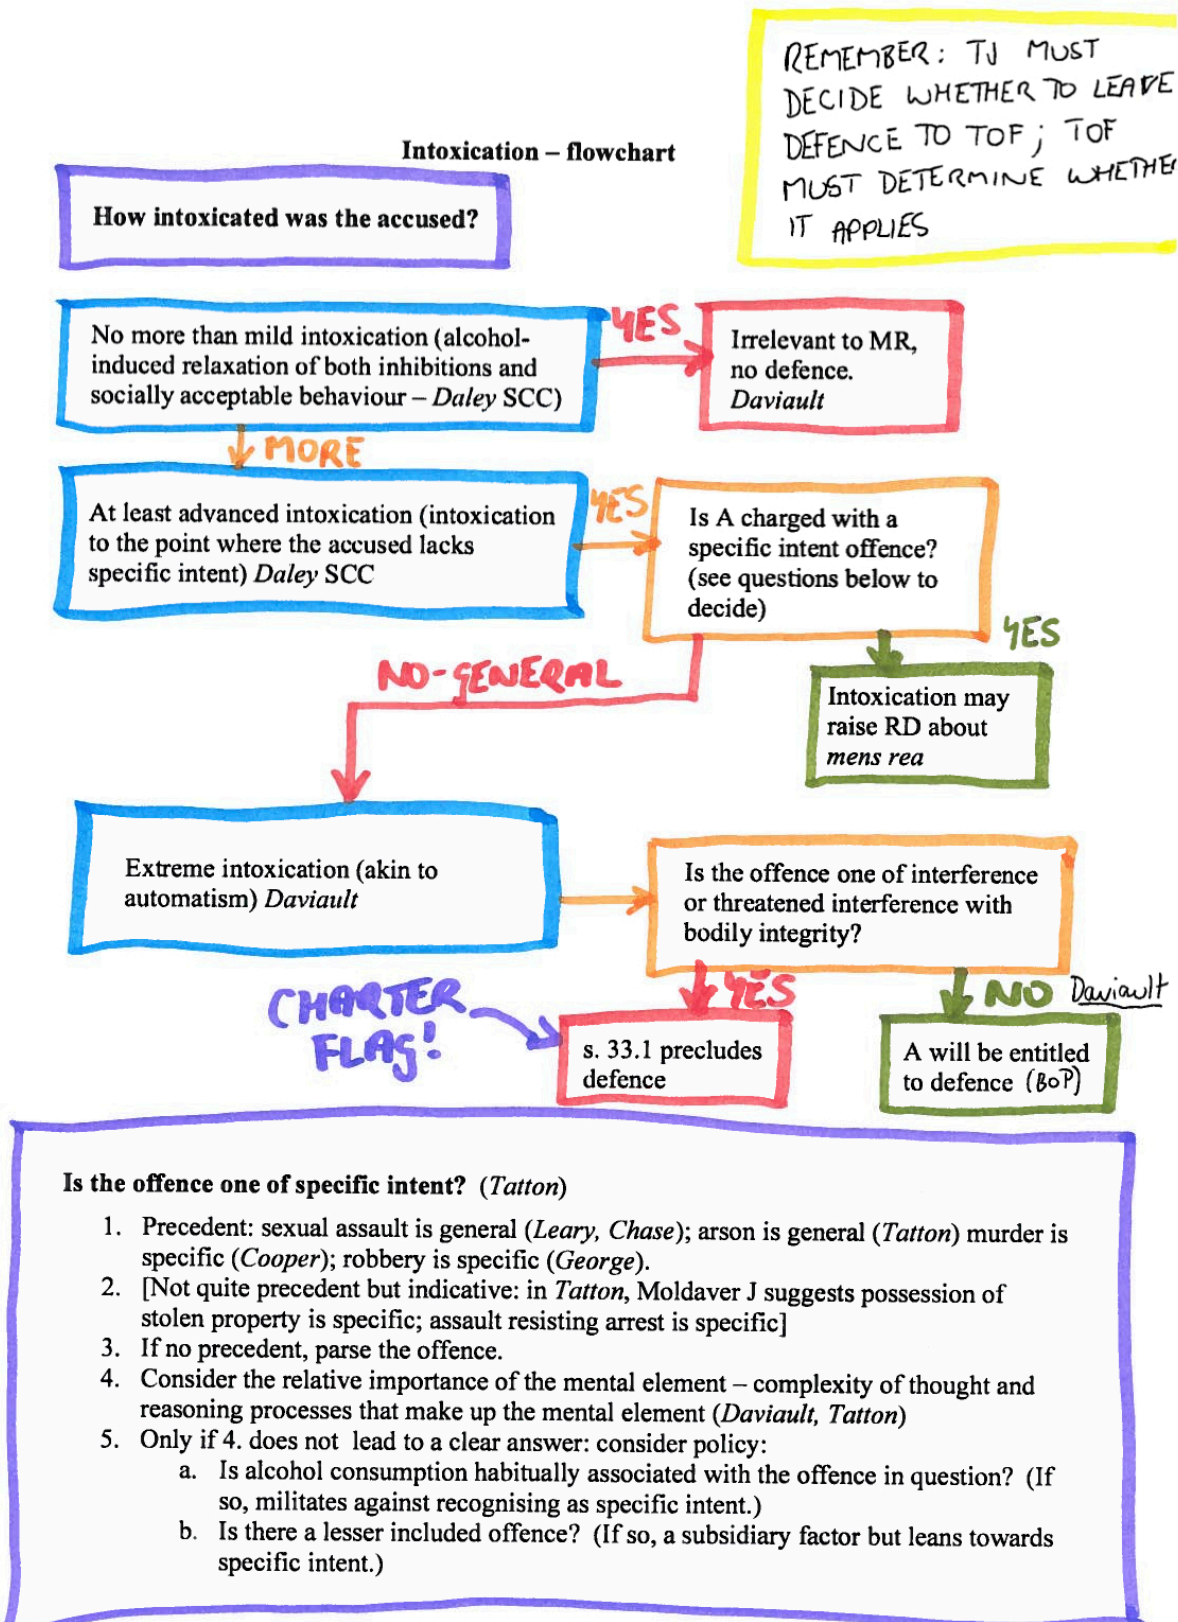 REMEMBER: TJ MUST
DECIDE WHETHER TO LEAVE
DEFENCE TO TOF; TOF
MUST DETERMINE WHETHE
IT APPLIES
Intoxication – flowchart
How intoxicated was the accused?
No more than mild intoxication (alcohol-
induced relaxation of both inhibitions and
socially acceptable behaviour – Daley SCC)
YES
Irrelevant to MR,
no defence.
Daviault
MORE
At least advanced intoxication (intoxication
to the point where the accused lacks
specific intent) Daley SCC
YES
Is A charged with a
specific intent offence?
(see questions below to
decide)
YES
Intoxication may
raise RD about
mens rea
NO-GENERAL
Extreme intoxication (akin to
automatism) Daviault
Is the offence one of interference
or threatened interference with
bodily integrity?
YES
NO Daviault
CHARTER
FLAG!
s. 33.1 precludes
defence
A will be entitled
to defence (BoP)
Is the offence one of specific intent? (Tatton)
1. Precedent: sexual assault is general (Leary, Chase); arson is general (Tatton) murder is
specific (Cooper); robbery is specific (George).
2. [Not quite precedent but indicative: in Tatton, Moldaver J suggests possession of
stolen property is specific; assault resisting arrest is specific]
3. If no precedent, parse the offence.
4. Consider the relative importance of the mental element – complexity of thought and
reasoning processes that make up the mental element (Daviault, Tatton)
5. Only if 4. does not lead to a clear answer: consider policy:
a. Is alcohol consumption habitually associated with the offence in question? (If
so, militates against recognising as specific intent.)
b. Is there a lesser included offence? (If so, a subsidiary factor but leans towards
specific intent.)